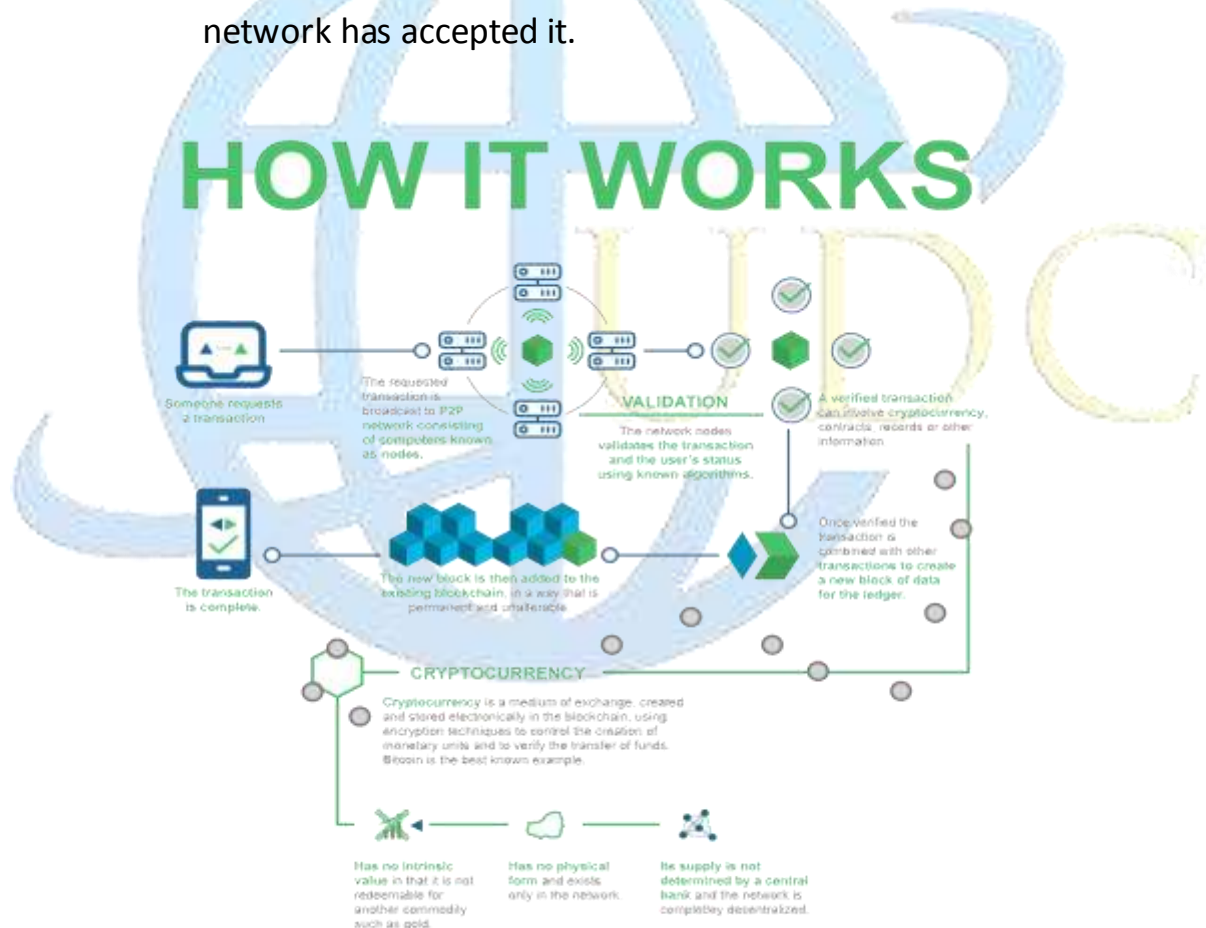 network has accepted it.
HOW IT WORKS
UDC
Someone requests
a transaction
The requested
transaction is
broadcast to P2P
network consisting
of computers known
as nodes.
VALIDATION
The network nodes
validates the transaction
and the user's status
using known algorithms.
A verified transaction
can involve cryptocurrency,
contracts, records or other
information
Once verified the
transaction is
combined with other
transactions to create
a new block of data
for the ledger.
The new block is then added to the
existing blockchain, in a way that is
permanent and unalterable
The transaction
is complete.
CRYPTOCURRENCY
Cryptocurrency is a medium of exchange, created
and stored electronically in the blockchain, using
encryption techniques to control the creation of
monetary units and to verify the transfer of funds.
Bitcoin is the best known example.
Has no intrinsic
value in that it is not
redeemable for
another commodity
such as gold.
Has no physical
form and exists
only in the network.
Its supply is not
determined by a central
bank and the network is
completley decentralized.